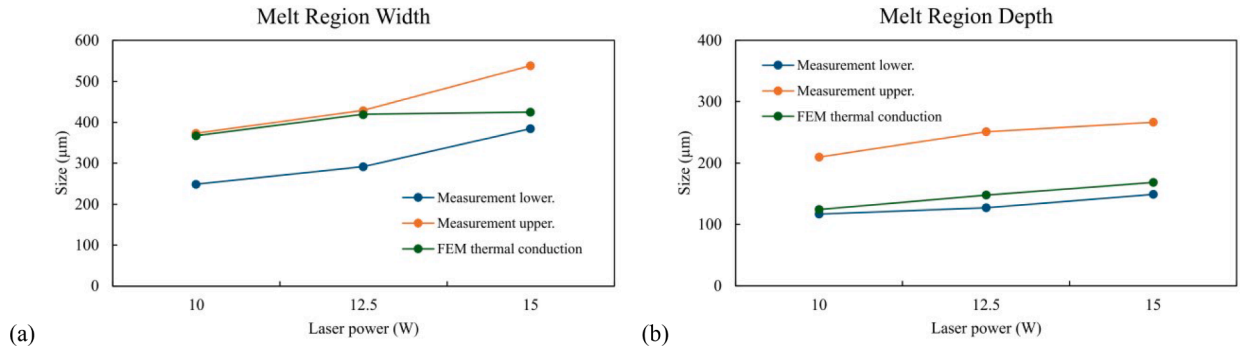 Melt Region Width
600
500
400
300
200
100
0
Size (µm)
Measurement lower.
Measurement upper.
FEM thermal conduction
10
12.5
15
Laser power (W)
(a)
Melt Region Depth
400
300
200
100
0
Size (µm)
Measurement lower.
Measurement upper.
FEM thermal conduction
10
12.5
15
Laser power (W)
(b)